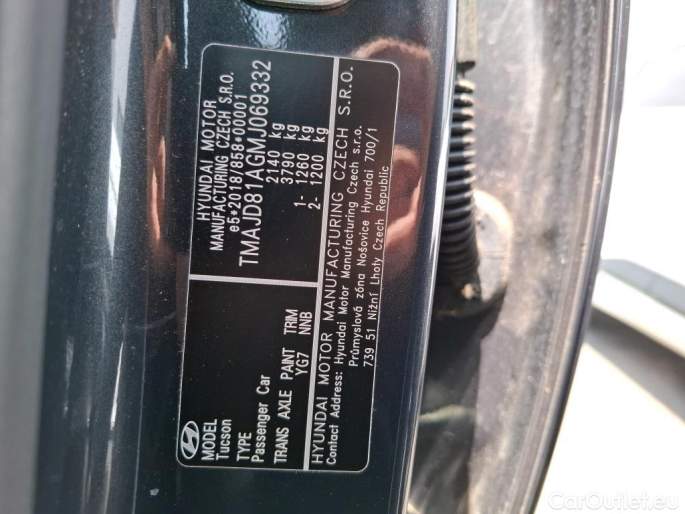 HYUNDAI MOTOR
MANUFACTURING CZECH S.R.O.
e5*2018/858*00001
TMAJD81AGMJ069332
2140 kg
3790 kg
1- 1260 kg
2- 1200 kg
MODEL
Tucson
TYPE
Passenger Car
TRANS AXLE PAINT TRIM
YG7 NNB
HYUNDAI MOTOR MANUFACTURING CZECH S.R.O.
Contact Address: Hyundai Motor Manufacturing Czech s.r.o.
Průmyslová zóna Nošovice Hyundai 700/1
739 51 Nižní Lhoty Czech Republic
CarOutlet.eu